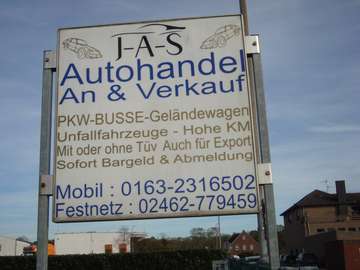 J-A-S
Autohandel
An & Verkauf
PKW-BUSSE-Geländewagen
Unfallfahrzeuge - Hohe KM
Mit oder ohne Tüv Auch für Export
Sofort Bargeld & Abmeldung
Mobil : 0163-2316502
Festnetz : 02462-779459